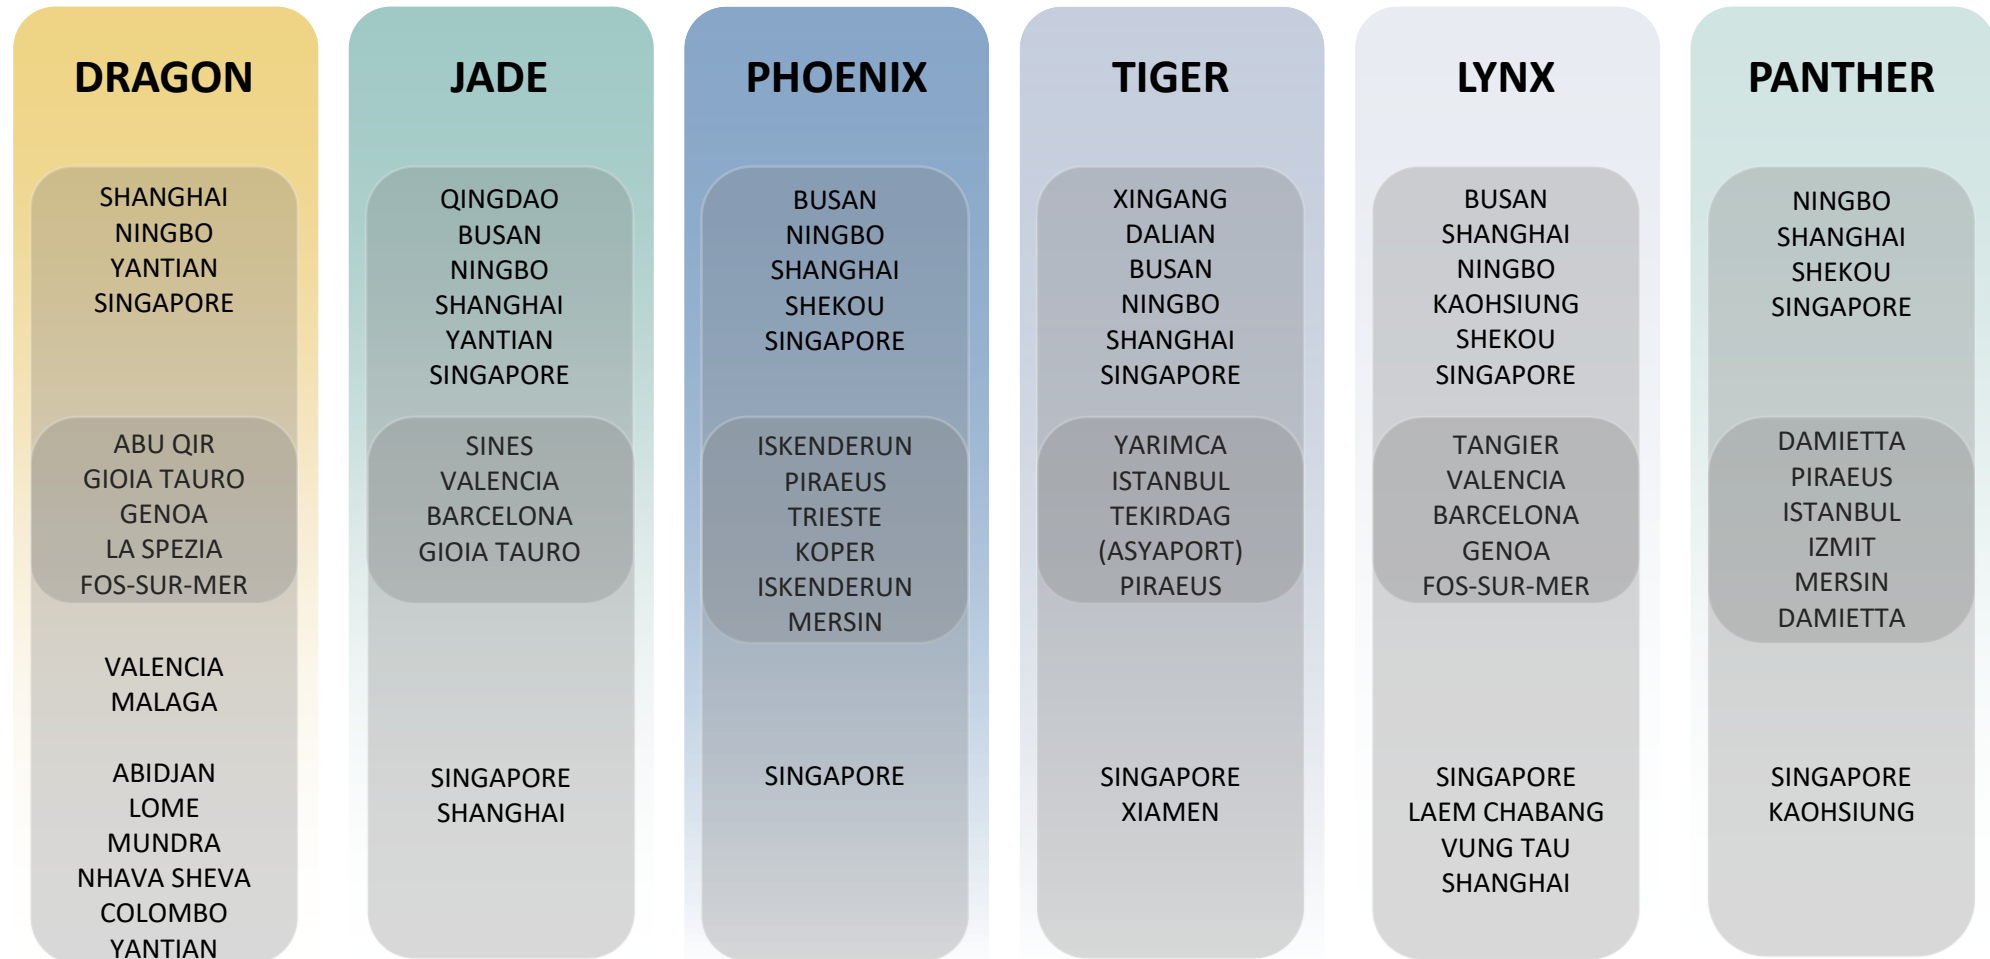 DRAGON
SHANGHAI
NINGBO
YANTIAN
SINGAPORE
ABU QIR
GIOIA TAURO
GENOA
LA SPEZIA
FOS-SUR-MER
VALENCIA
MALAGA
ABIDJAN
LOME
MUNDRA
NHAVA SHEVA
COLOMBO
YANTIAN
JADE
QINGDAO
BUSAN
NINGBO
SHANGHAI
YANTIAN
SINGAPORE
SINES
VALENCIA
BARCELONA
GIOIA TAURO
SINGAPORE
SHANGHAI
PHOENIX
BUSAN
NINGBO
SHANGHAI
SHEKOU
SINGAPORE
ISKENDERUN
PIRAEUS
TRIESTE
KOPER
ISKENDERUN
MERSIN
SINGAPORE
TIGER
XINGANG
DALIAN
BUSAN
NINGBO
SHANGHAI
SINGAPORE
YARIMCA
ISTANBUL
TEKIRDAG
(ASYAPORT)
PIRAEUS
SINGAPORE
XIAMEN
LYNX
BUSAN
SHANGHAI
NINGBO
KAOHSIUNG
SHEKOU
SINGAPORE
TANGIER
VALENCIA
BARCELONA
GENOA
FOS-SUR-MER
SINGAPORE
LAEM CHABANG
VUNG TAU
SHANGHAI
PANTHER
NINGBO
SHANGHAI
SHEKOU
SINGAPORE
DAMIETTA
PIRAEUS
ISTANBUL
IZMIT
MERSIN
DAMIETTA
SINGAPORE
KAOHSIUNG